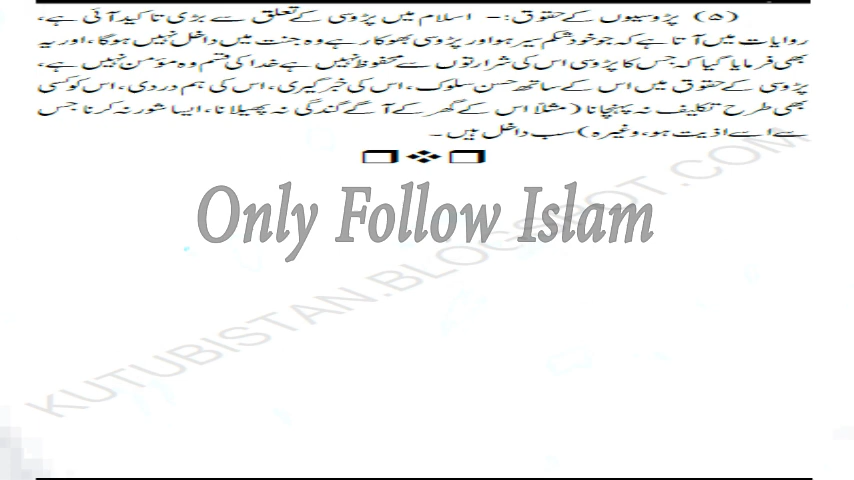 (۵) پڑوسیوں کے حقوق :- اسلام میں پڑوسی کے تعلق سے بڑی تاکید آئی ہے،
روایات میں آتا ہے کہ جو خود شکم سیر ہو اور پڑوسی بھوکا رہے وہ جنت میں داخل نہیں ہوگا، اور یہ
بھی فرمایا گیا کہ جس کا پڑوسی اس کی شرارتوں سے محفوظ نہیں ہے خدا کی قسم وہ مؤمن نہیں ہے،
پڑوسی کے حقوق میں اس کے ساتھ حسن سلوک، اس کی خبر گیری، اس کی ہم دردی، اس کو کسی
بھی طرح تکلیف نہ پہنچانا (مثلاً اس کے گھر کے آگے گندگی نہ پھیلانا، ایسا شور نہ کرنا جس
سے اسے اذیت ہو، وغیرہ) سب داخل ہیں۔
Only Follow Islam
KUTUBISTAN.BLOGSPOT.COM